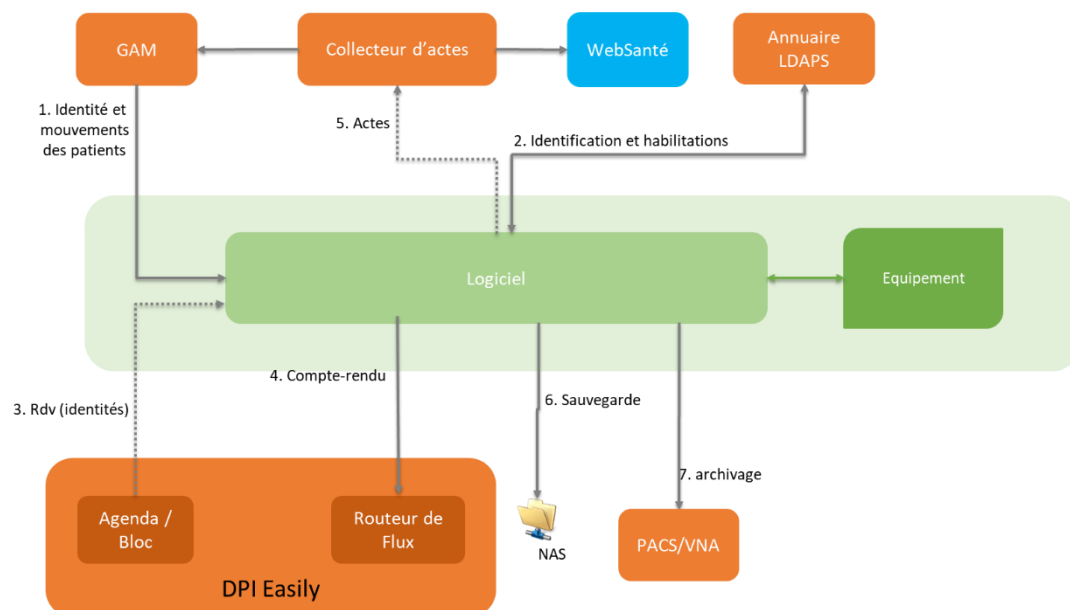 GAM
Collecteur d’actes
WebSanté
Annuaire
LDAPS
1. Identité et
mouvements
des patients
5. Actes
2. Identification et habilitations
Logiciel
Equipement
4. Compte-rendu
3. Rdv (identités)
6. Sauvegarde
7. archivage
Agenda /
Bloc
Routeur de
Flux
NAS
PACS/VNA
DPI Easily